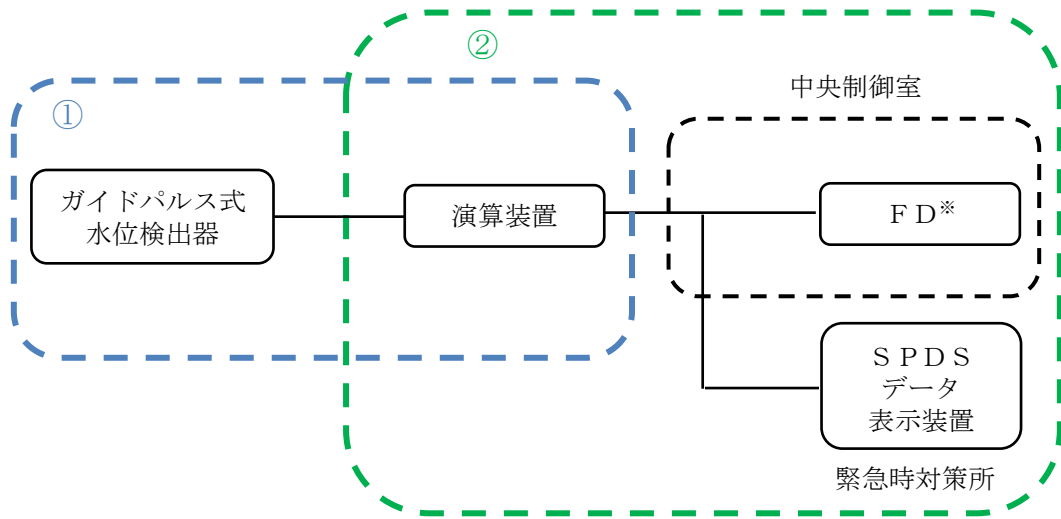 ②
①
中央制御室
ガイドパルス式
水位検出器
演算装置
ＦＤ※
ＳＰＤＳ
データ
表示装置
緊急時対策所